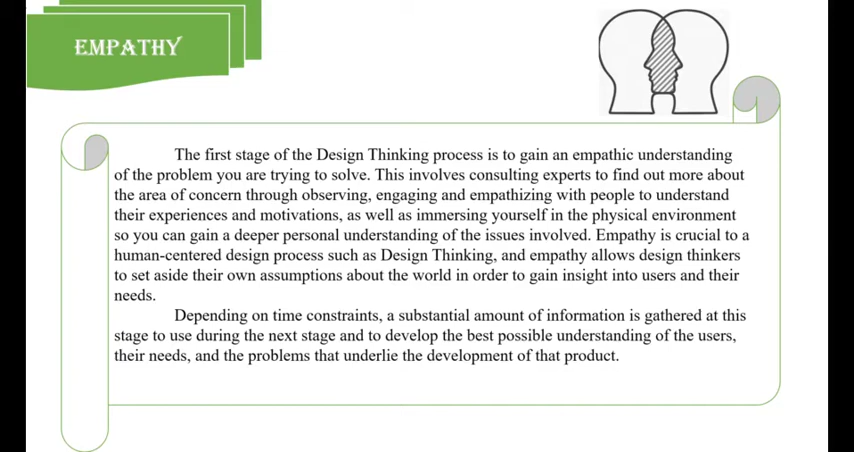 EMPATHY
The first stage of the Design Thinking process is to gain an empathic understanding
of the problem you are trying to solve. This involves consulting experts to find out more about
the area of concern through observing, engaging and empathizing with people to understand
their experiences and motivations, as well as immersing yourself in the physical environment
so you can gain a deeper personal understanding of the issues involved. Empathy is crucial to a
human-centered design process such as Design Thinking, and empathy allows design thinkers
to set aside their own assumptions about the world in order to gain insight into users and their
needs.
Depending on time constraints, a substantial amount of information is gathered at this
stage to use during the next stage and to develop the best possible understanding of the users,
their needs, and the problems that underlie the development of that product.